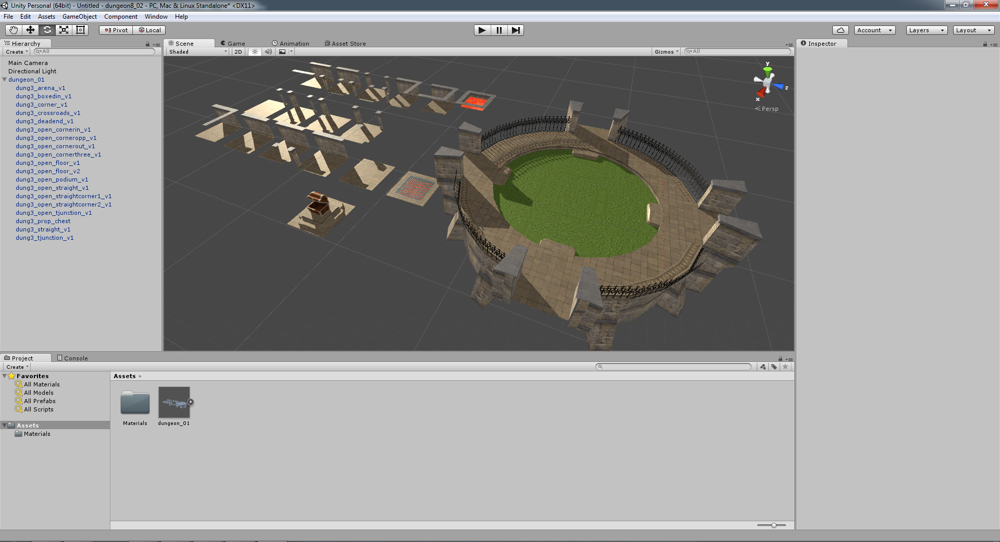 Unity Personal (64bit) - Untitled - dungeon8_02 - PC, Mac & Linux Standalone* <DX11>
File Edit Assets GameObject Component Window Help
Pivot Local Account Layers Layout
Hierarchy
Create All
Main Camera
Directional Light
dungeon_01
dung3_arena_v1
dung3_boxedin_v1
dung3_corner_v1
dung3_crossroads_v1
dung3_deadend_v1
dung3_open_cornerin_v1
dung3_open_corneropp_v1
dung3_open_cornerout_v1
dung3_open_cornerthree_v1
dung3_open_floor_v1
dung3_open_floor_v2
dung3_open_podium_v1
dung3_open_straight_v1
dung3_open_straightcorner1_v1
dung3_open_straightcorner2_v1
dung3_open_tjunction_v1
dung3_prop_chest
dung3_straight_v1
dung3_tjunction_v1
Scene Game Animation Asset Store
Shaded 2D Gizmos All
y
z
x
Persp
Inspector
Project Console
Create
Favorites
All Materials
All Models
All Prefabs
All Scripts
Assets
Materials
Assets
Materials dungeon_01